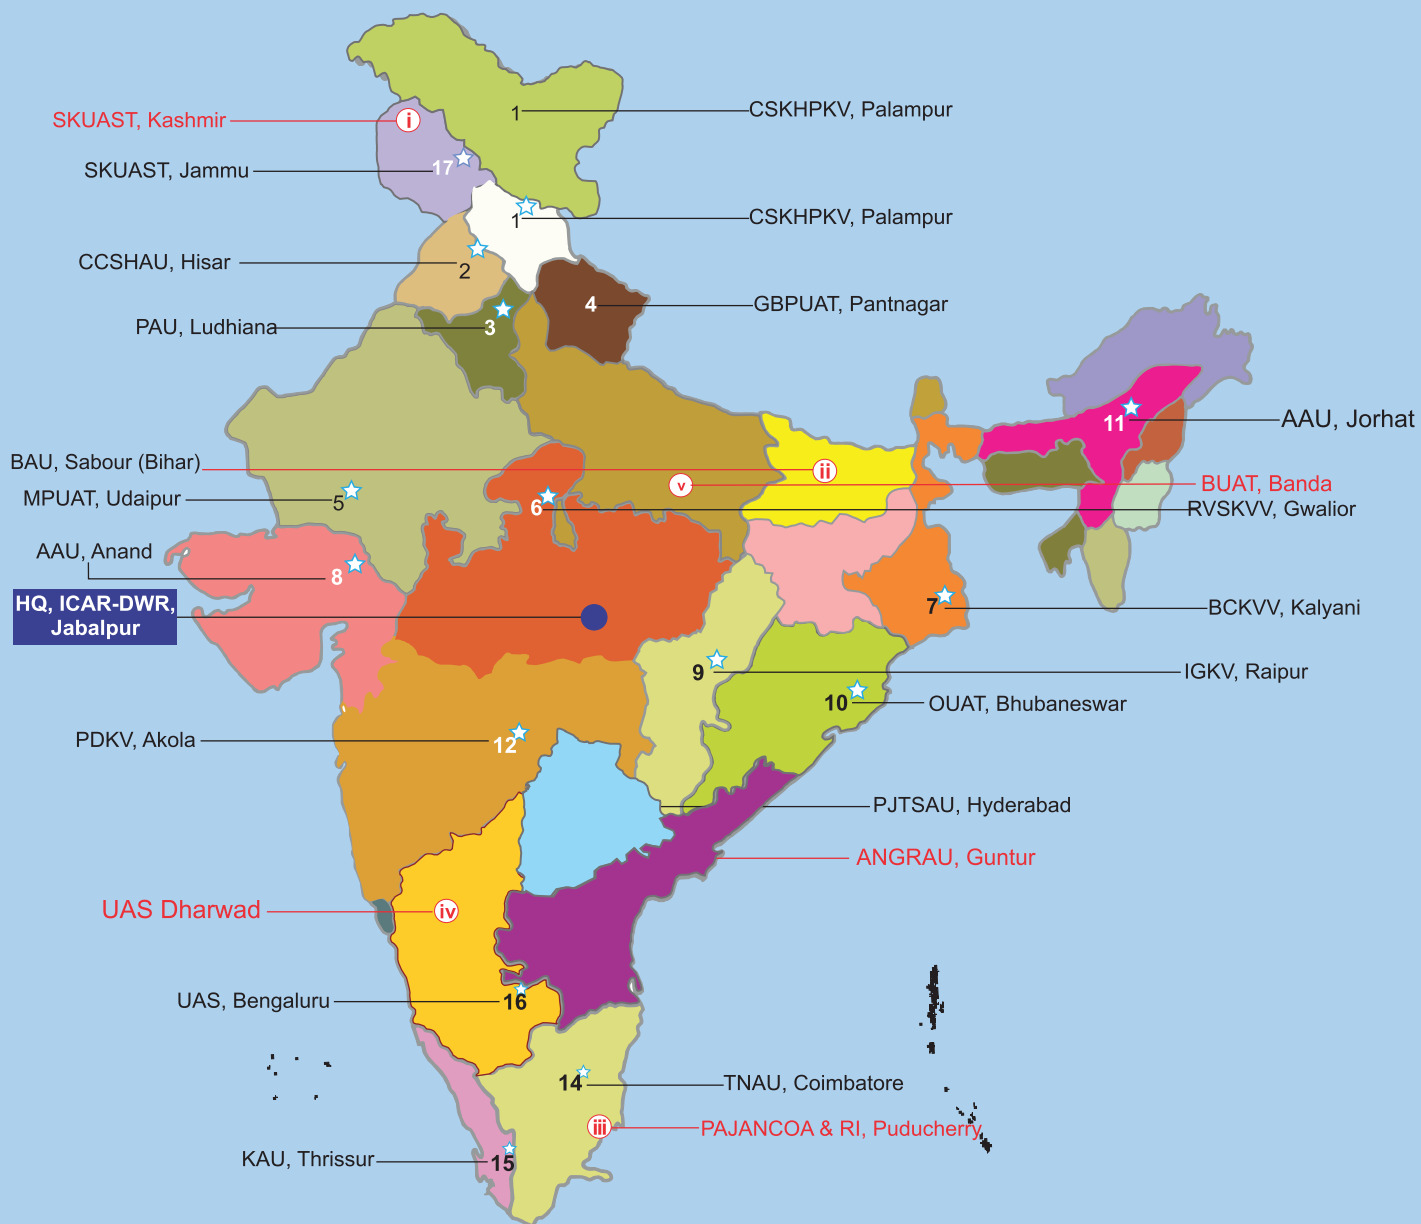 1
CSKHPKV, Palampur
SKUAST, Kashmir
i
SKUAST, Jammu
17
1
CSKHPKV, Palampur
CCSHAU, Hisar
2
4
GBPUAT, Pantnagar
PAU, Ludhiana
3
11
AAU, Jorhat
BAU, Sabour (Bihar)
ii
v
BUAT, Banda
MPUAT, Udaipur
5
6
RVSKVV, Gwalior
AAU, Anand
8
HQ, ICAR-DWR,
Jabalpur
7
BCKVV, Kalyani
9
IGKV, Raipur
10
OUAT, Bhubaneswar
PDKV, Akola
12
PJTSAU, Hyderabad
ANGRAU, Guntur
UAS Dharwad
iv
UAS, Bengaluru
16
14
TNAU, Coimbatore
iii
PAJANCOA & RI, Puducherry
KAU, Thrissur
15